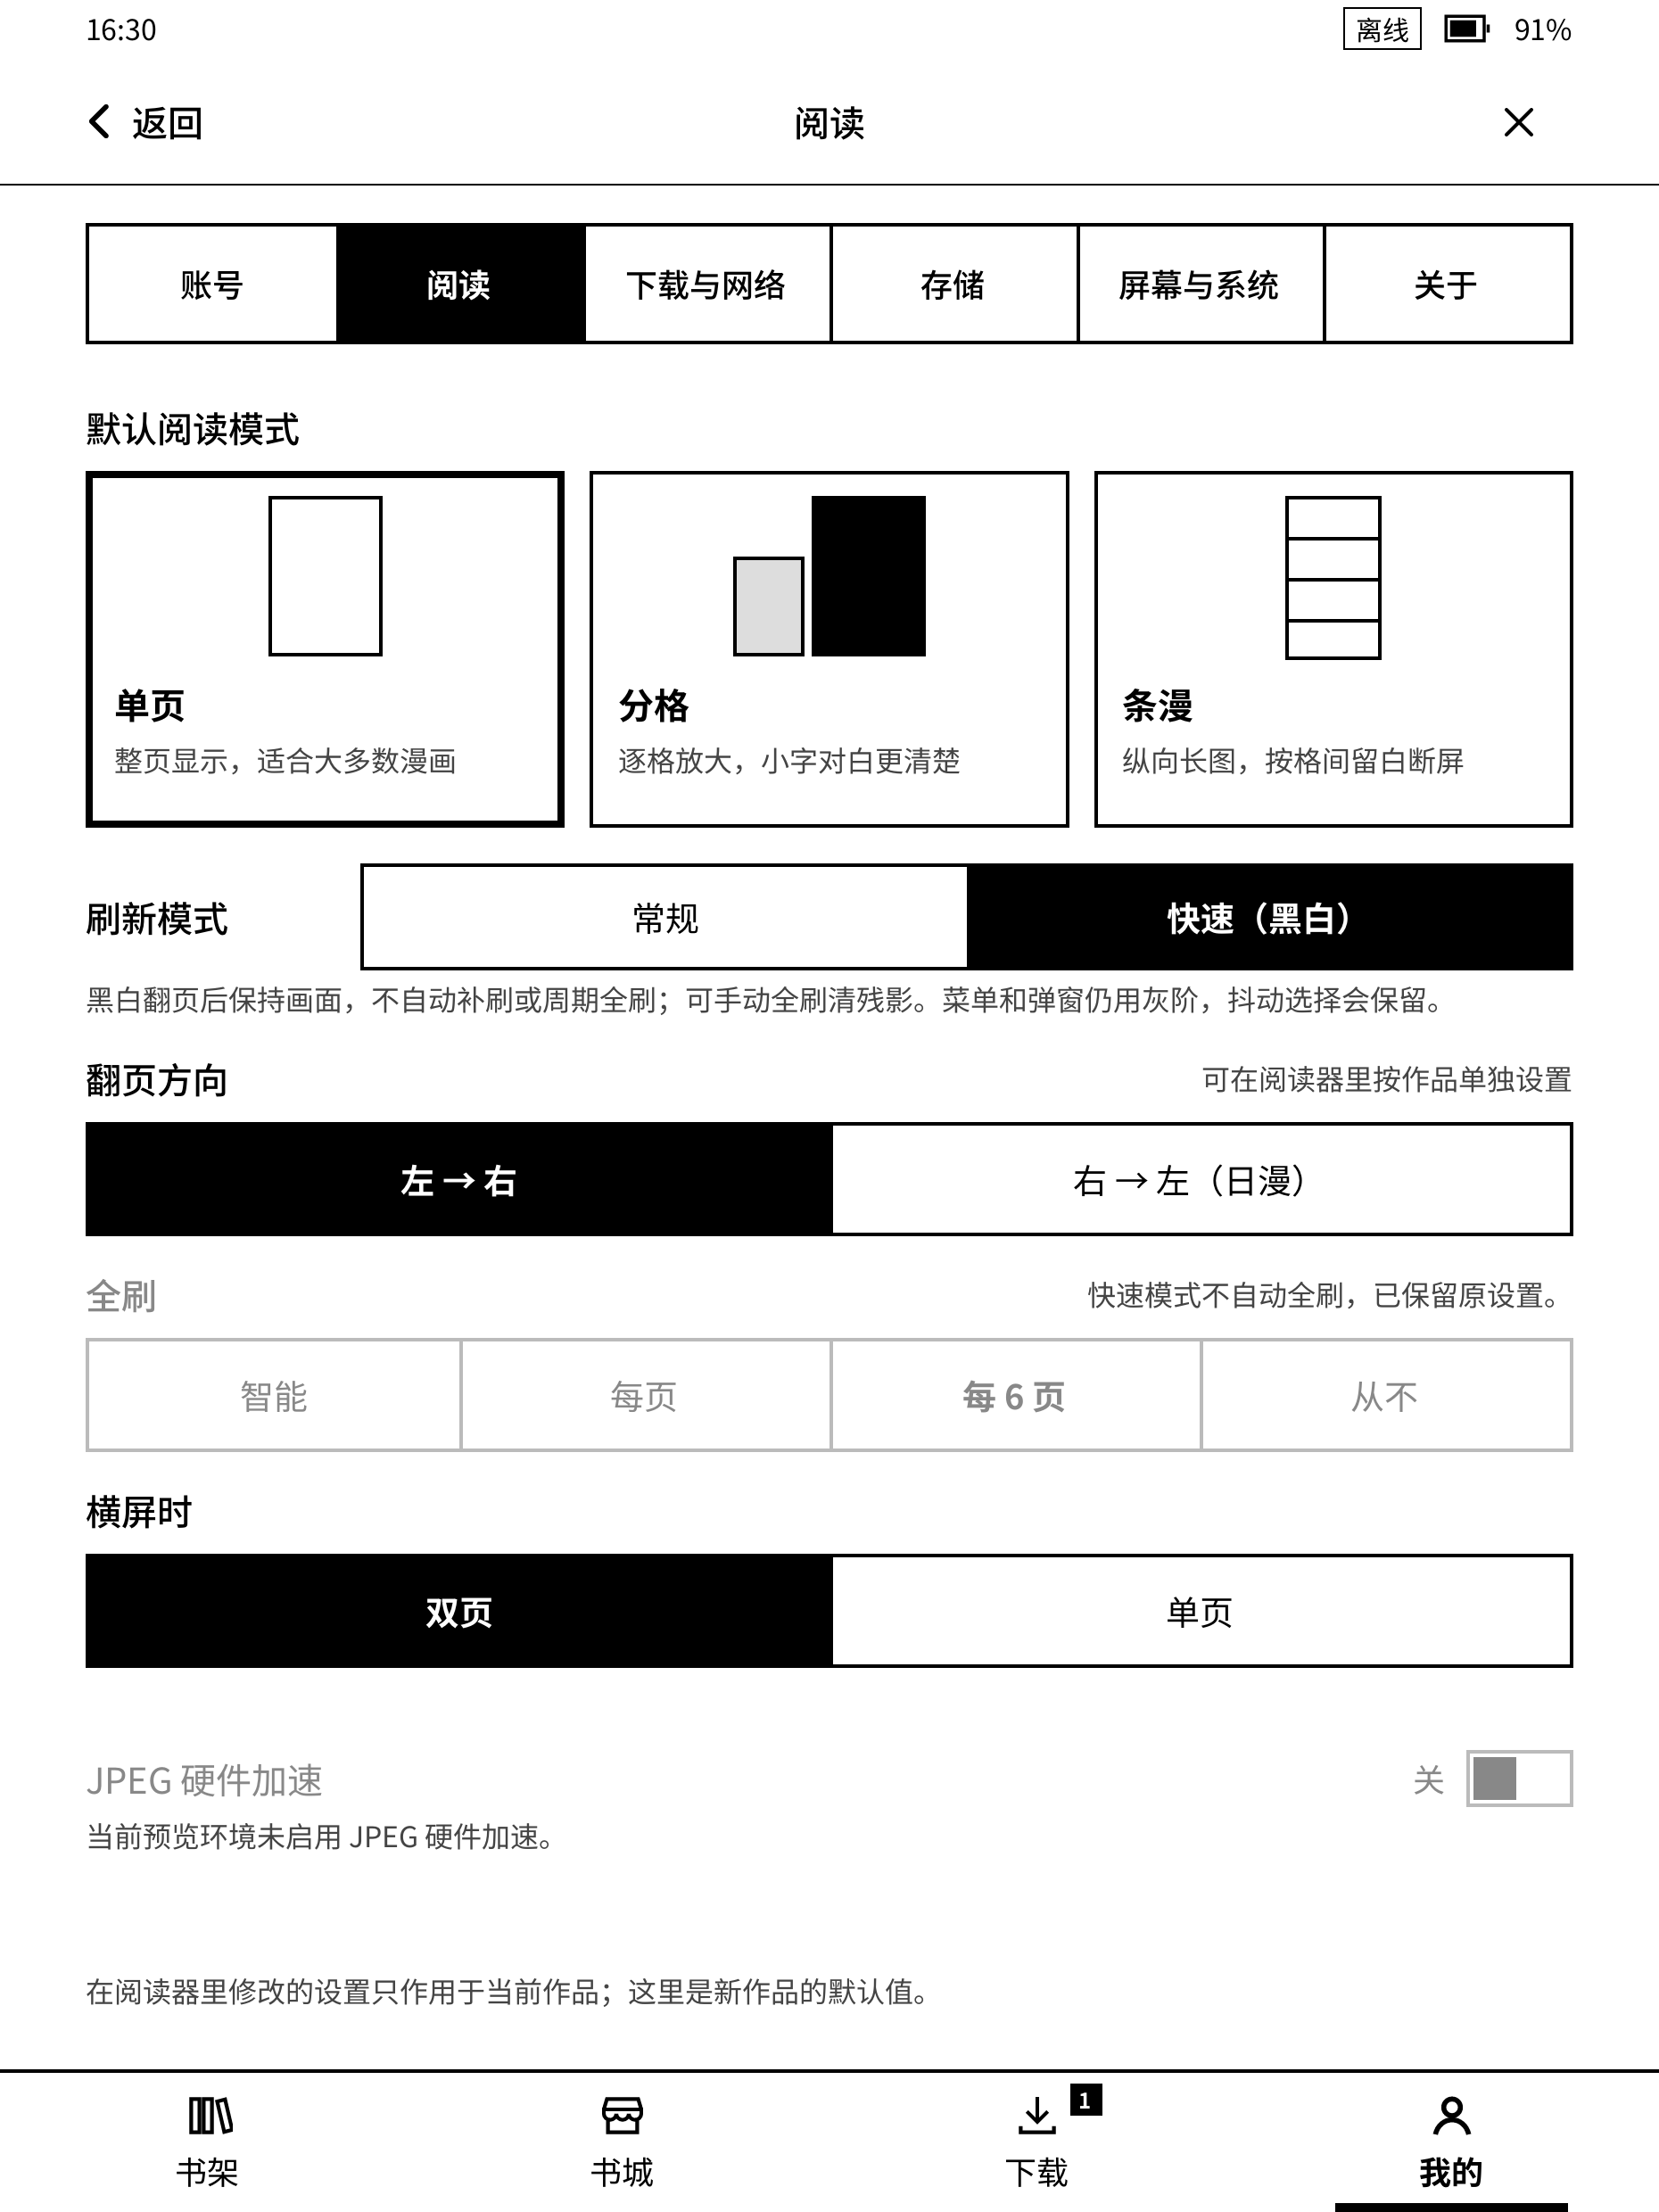 16:30 离线 91%
返回 阅读
账号 阅读 下载与网络 存储 屏幕与系统 关于
默认阅读模式
单页 分格 条漫
整页显示，适合大多数漫画 逐格放大，小字对白更清楚 纵向长图，按格间留白断屏
刷新模式 常规 快速（黑白）
黑白翻页后保持画面，不自动补刷或周期全刷；可手动全刷清残影。菜单和弹窗仍用灰阶，抖动选择会保留。
翻页方向 可在阅读器里按作品单独设置
左 → 右 右 → 左（日漫）
全刷 快速模式不自动全刷，已保留原设置。
智能 每页 每 6 页 从不
横屏时
双页 单页
JPEG 硬件加速 关
当前预览环境未启用 JPEG 硬件加速。
在阅读器里修改的设置只作用于当前作品；这里是新作品的默认值。
1
书架 书城 下载 我的